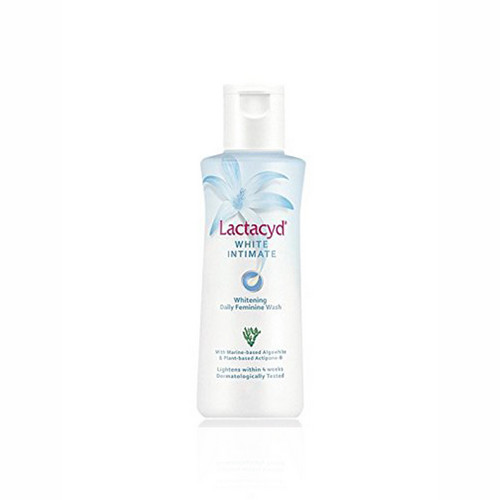 Lactacyd®
WHITE
INTIMATE
Whitening
Daily Feminine Wash
With Marine-based Algowhite
& Plant-based Actipone-B
Lightens within 4 weeks
Dermatologically Tested